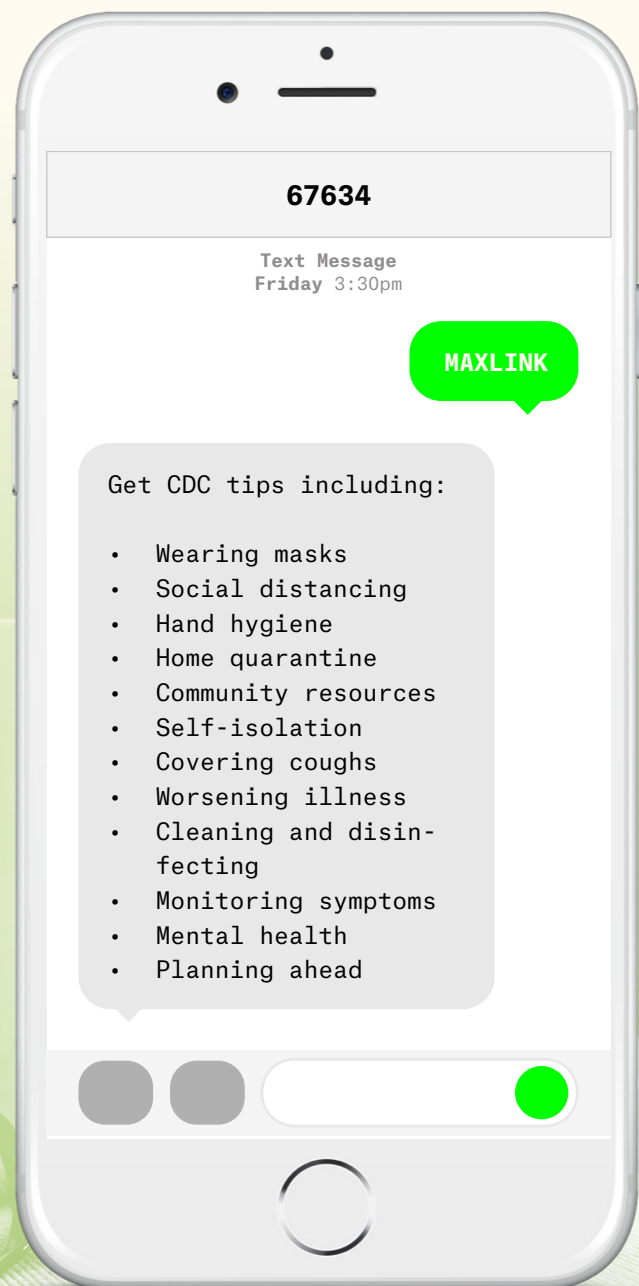 67634
Text Message
Friday 3:30pm
MAXLINK
Get CDC tips including:
• Wearing masks
• Social distancing
• Hand hygiene
• Home quarantine
• Community resources
• Self-isolation
• Covering coughs
• Worsening illness
• Cleaning and disin-
fecting
• Monitoring symptoms
• Mental health
• Planning ahead